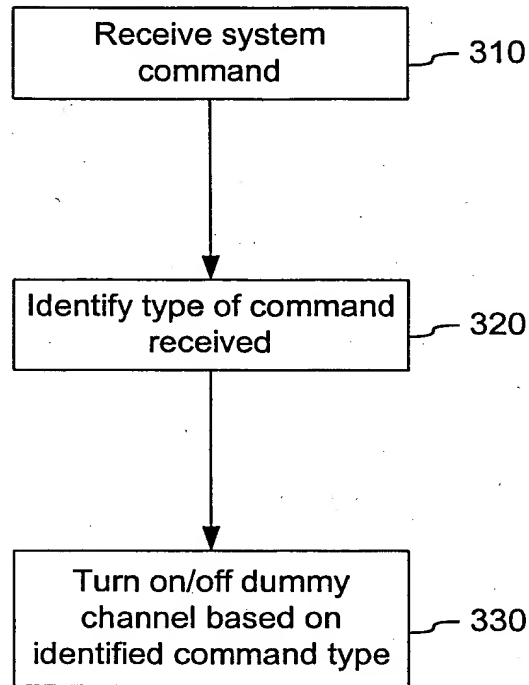 Receive system
command
310
Identify type of command
received
320
Turn on/off dummy
channel based on
identified command type
330